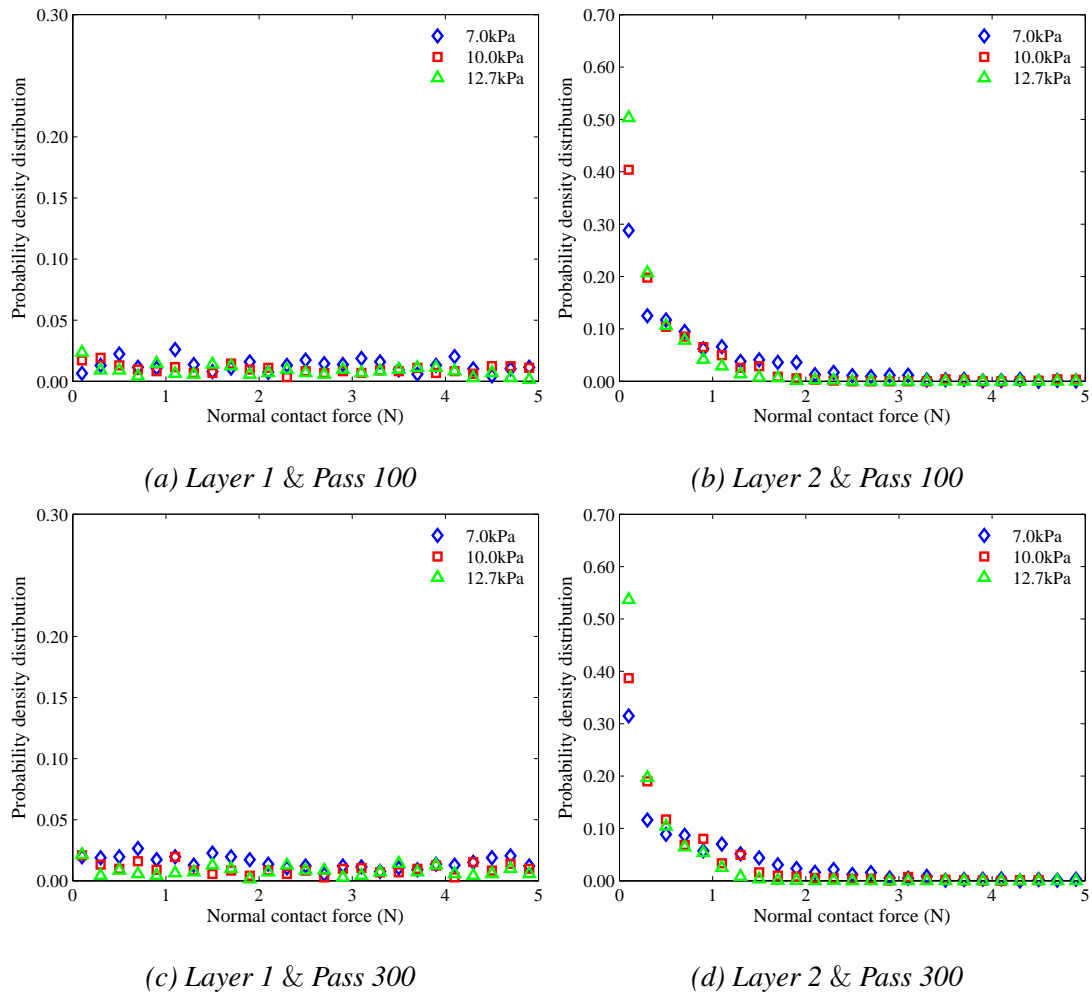 0.30
7.0kPa
10.0kPa
12.7kPa
0.20
0.10
0.05
0.00
0 1 2 3 4 5
Probability density distribution
Normal contact force (N)
(a) Layer 1 & Pass 100
0.70
7.0kPa
10.0kPa
12.7kPa
0.60
0.50
0.40
0.30
0.20
0.10
0.00
0 1 2 3 4 5
Probability density distribution
Normal contact force (N)
(b) Layer 2 & Pass 100
0.30
7.0kPa
10.0kPa
12.7kPa
0.20
0.10
0.05
0.00
0 1 2 3 4 5
Probability density distribution
Normal contact force (N)
(c) Layer 1 & Pass 300
0.70
7.0kPa
10.0kPa
12.7kPa
0.60
0.50
0.40
0.30
0.20
0.10
0.00
0 1 2 3 4 5
Probability density distribution
Normal contact force (N)
(d) Layer 2 & Pass 300